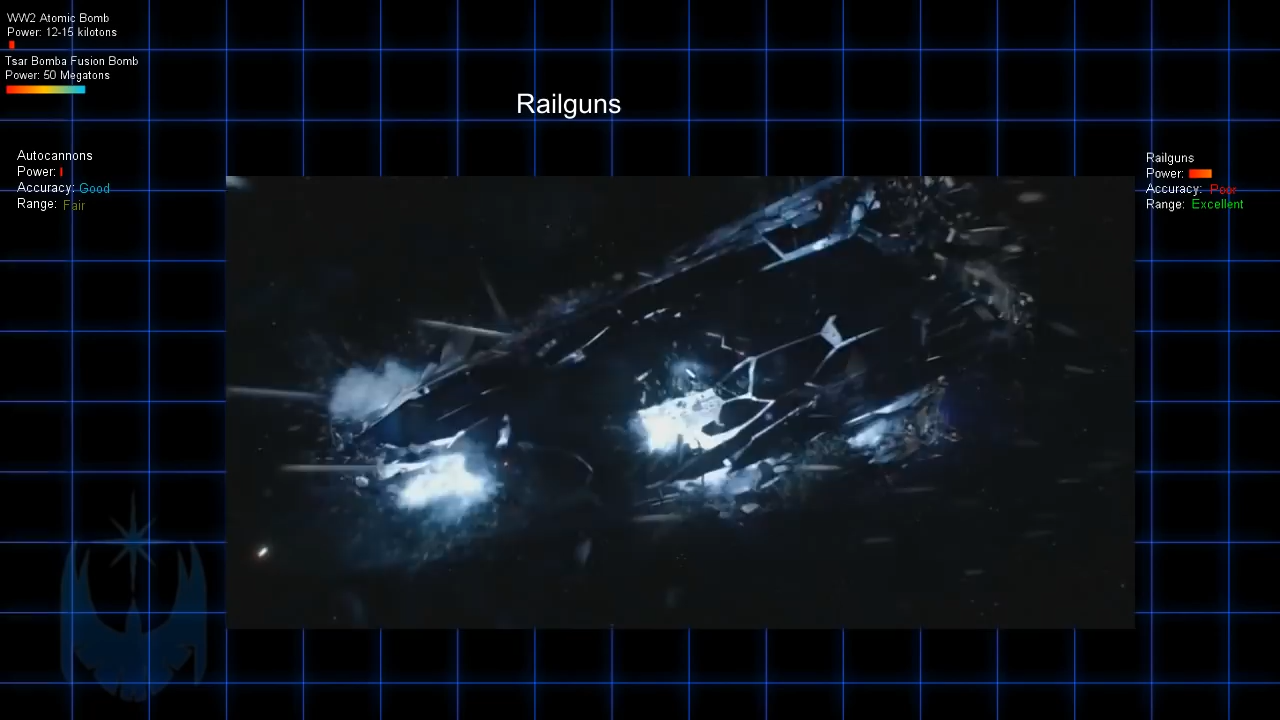 WW2 Atomic Bomb
Power: 12-15 kilotons
Tsar Bomba Fusion Bomb
Power: 50 Megatons
Railguns
Autocannons
Power:
Accuracy: Good
Range: Fair
Railguns
Power:
Accuracy: Poor
Range: Excellent